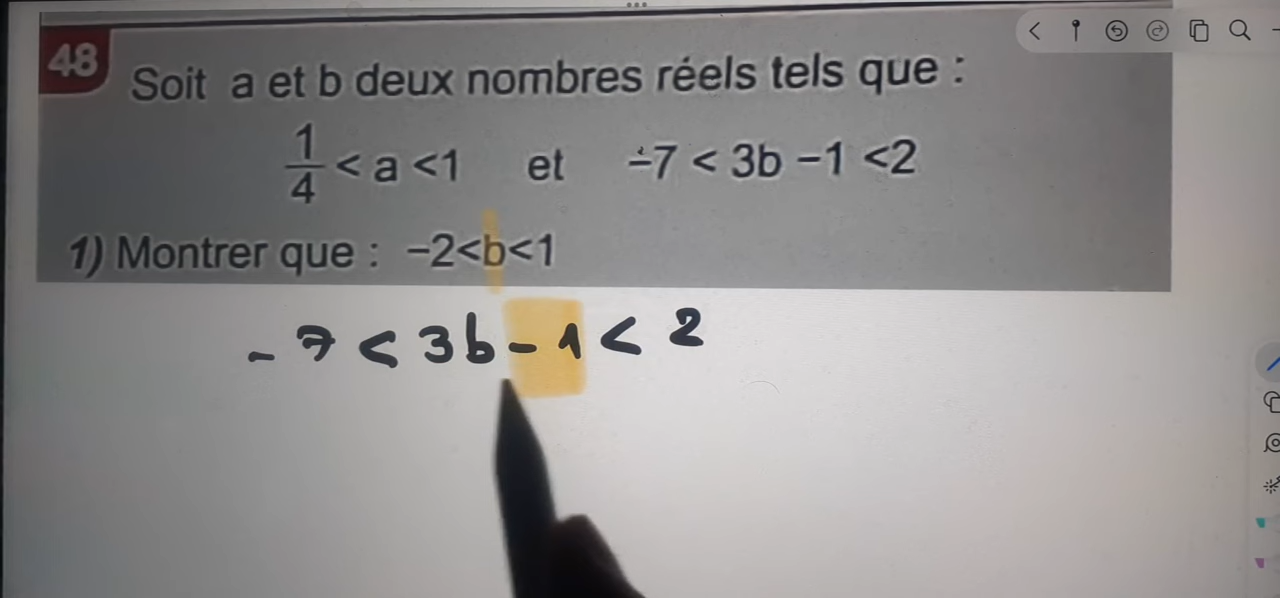 48
Soit a et b deux nombres réels tels que :
1/4 < a <1 et −7 < 3b −1 <2
1) Montrer que : −2<b<1
- 7 < 3b - 1 < 2